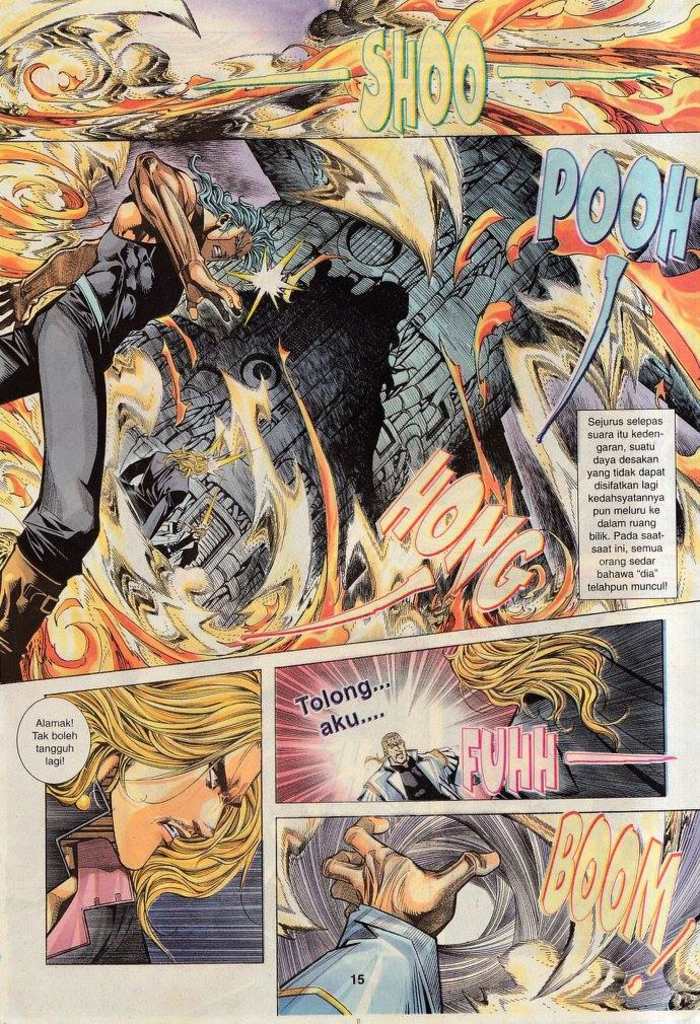 SHOO
POOH
Sejurus selepas
suara itu keden-
garan, suatu
daya desakan
yang tidak dapat
disifatkan lagi
kedahsyatannya
pun meluru ke
dalam ruang
bilik. Pada saat-
saat ini, semua
orang sedar
bahawa "dia"
telahpun muncul!
HONG
Alamak!
Tak boleh
tangguh
lagi!
Tolong...
aku....
FUHH
BOOM!
15